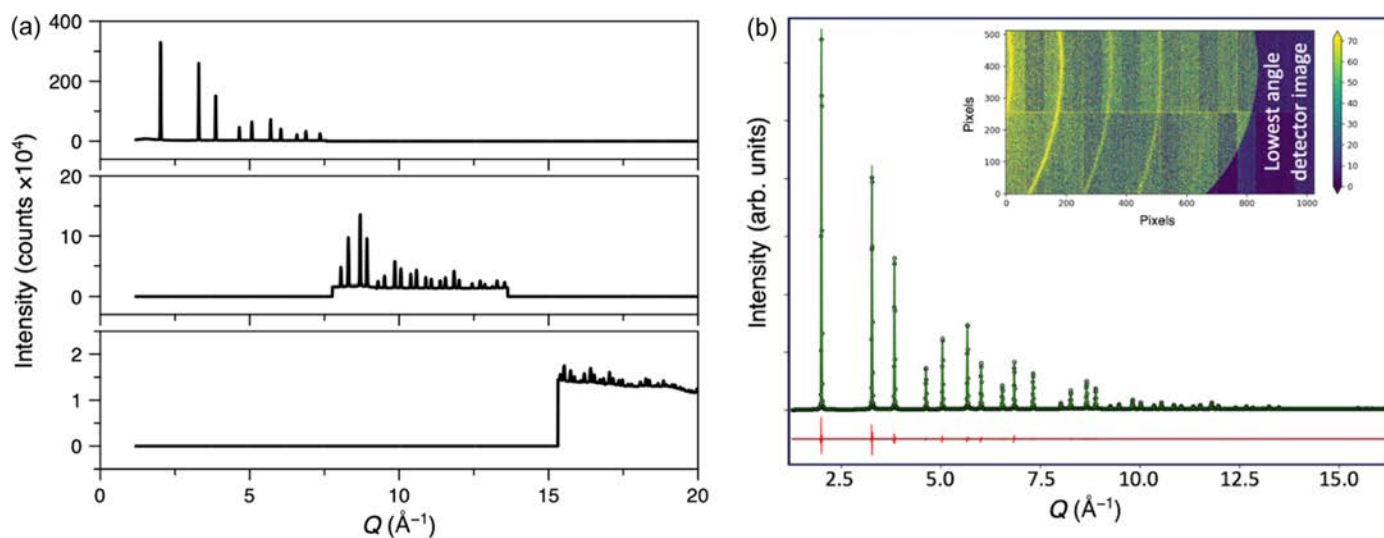 (a)
Intensity (counts ×10⁴)
400
200
0
20
10
0
2
1
0
0 5 10 15 20
Q (Å⁻¹)
(b)
Intensity (arb. units)
Pixels
500
400
300
200
100
0
0 200 400 600 800 1000
Pixels
Lowest angle
detector image
70
60
50
40
30
20
10
0
2.5 5.0 7.5 10.0 12.5 15.0
Q (Å⁻¹)